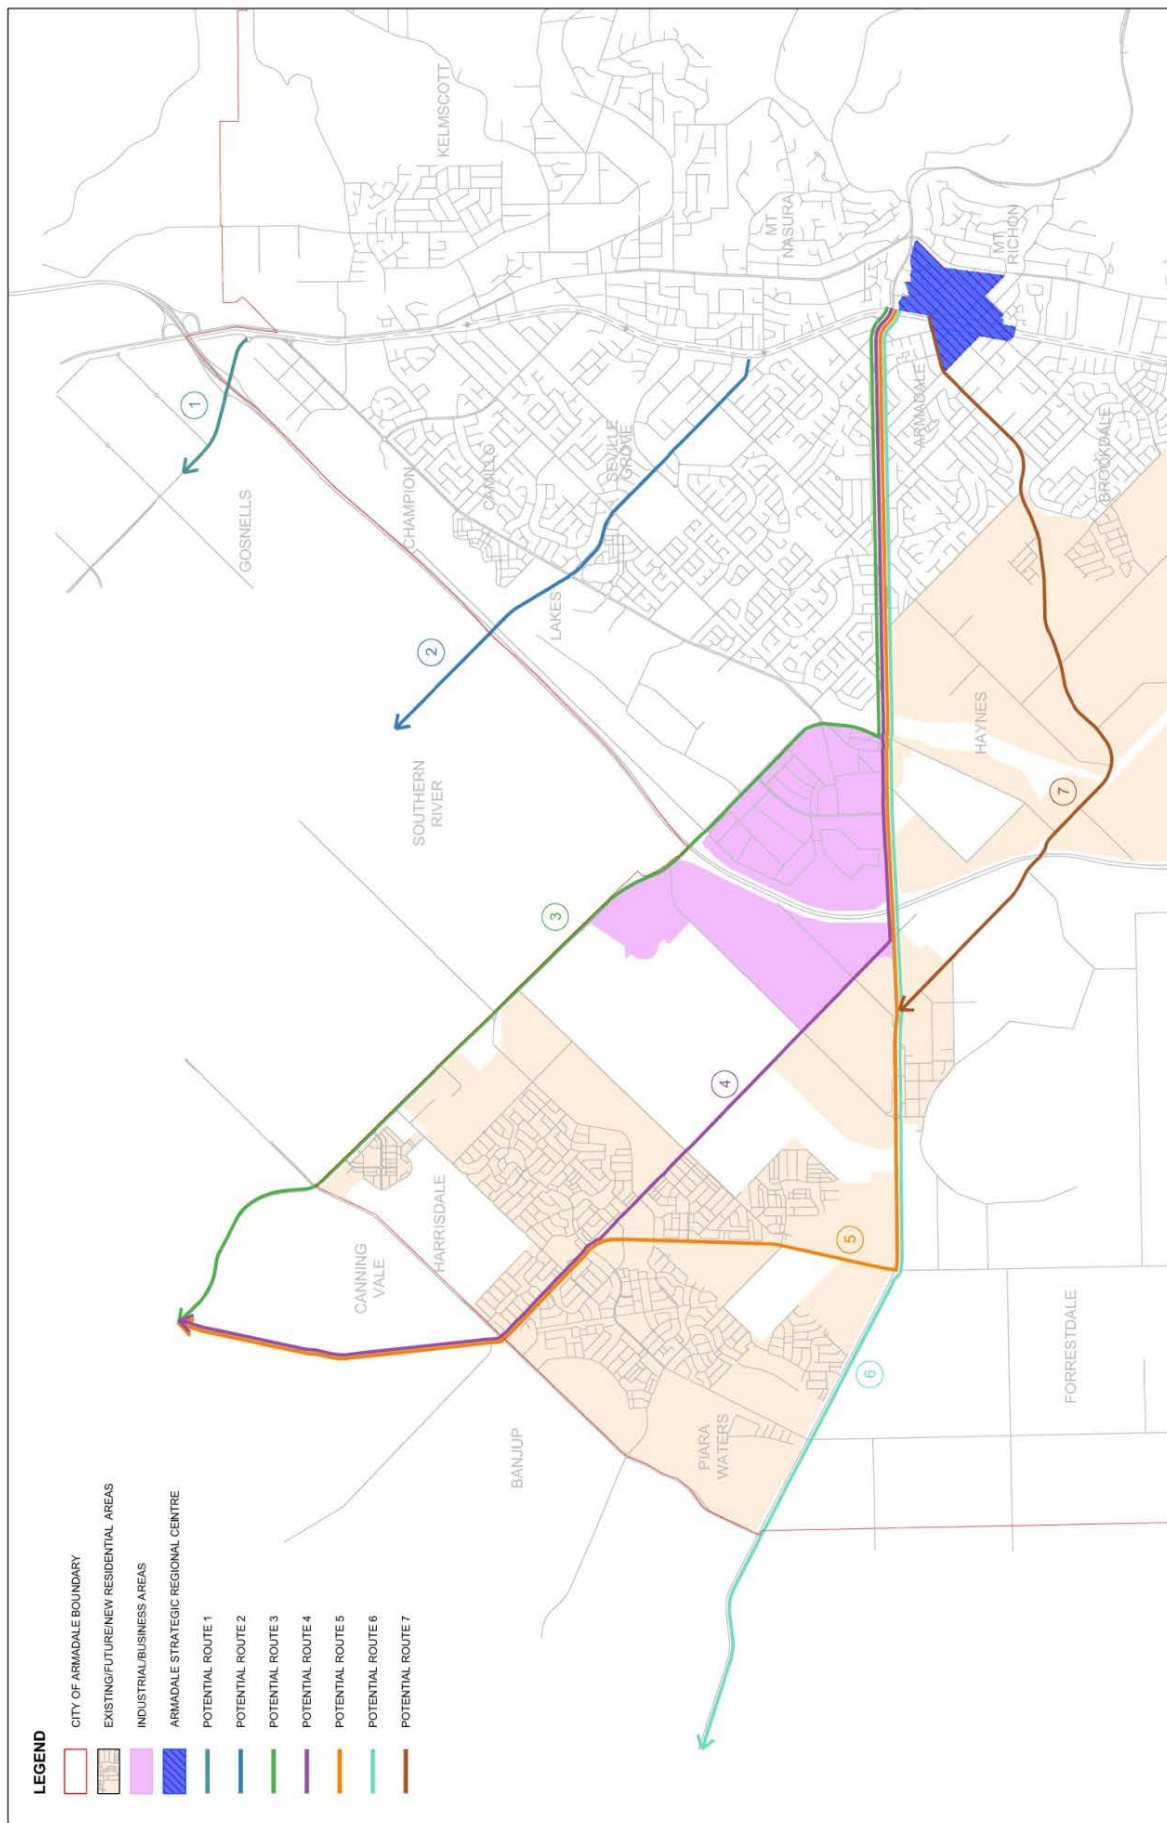 KELMSCOTT
MT
NASURA
MT
RICHON
1
GOSNELLS
CHAMPION
LAKES
CAMILLO
SEVILLE
GROVE
ARMADALE
BROOKDALE
2
SOUTHERN
RIVER
HAYNES
7
3
4
HARRISDALE
CANNING
VALE
5
6
FORRESTDALE
BANJUP
PIARA
WATERS
LEGEND
CITY OF ARMADALE BOUNDARY
EXISTING/FUTURE/NEW RESIDENTIAL AREAS
INDUSTRIAL/BUSINESS AREAS
ARMADALE STRATEGIC REGIONAL CEINTRE
POTENTIAL ROUTE 1
POTENTIAL ROUTE 2
POTENTIAL ROUTE 3
POTENTIAL ROUTE 4
POTENTIAL ROUTE 5
POTENTIAL ROUTE 6
POTENTIAL ROUTE 7